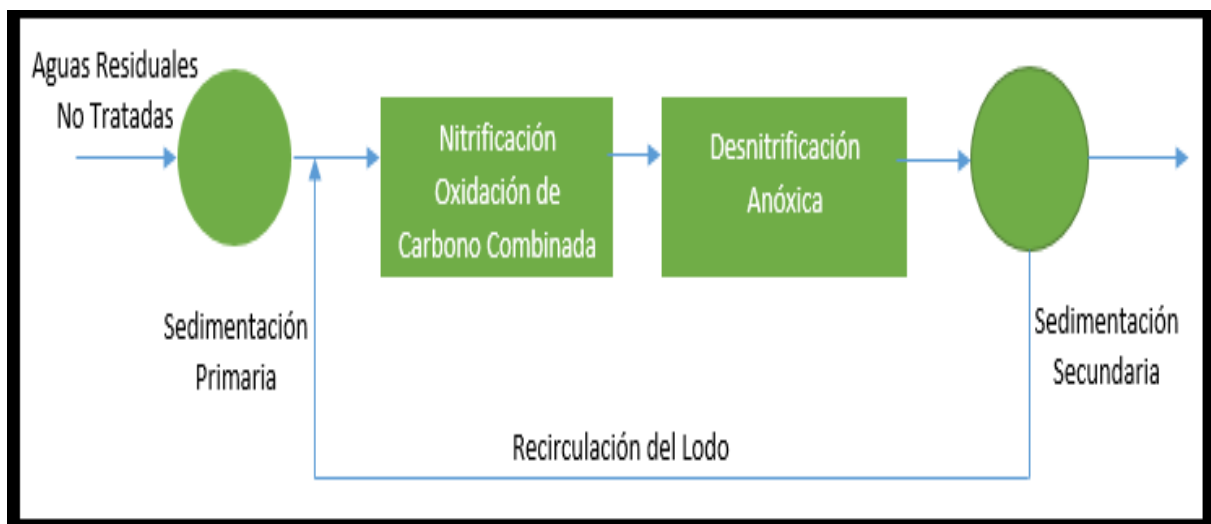 Aguas Residuales
No Tratadas
Nitrificación
Oxidación de
Carbono Combinada
Desnitrificación
Anóxica
Sedimentación
Primaria
Sedimentación
Secundaria
Recirculación del Lodo